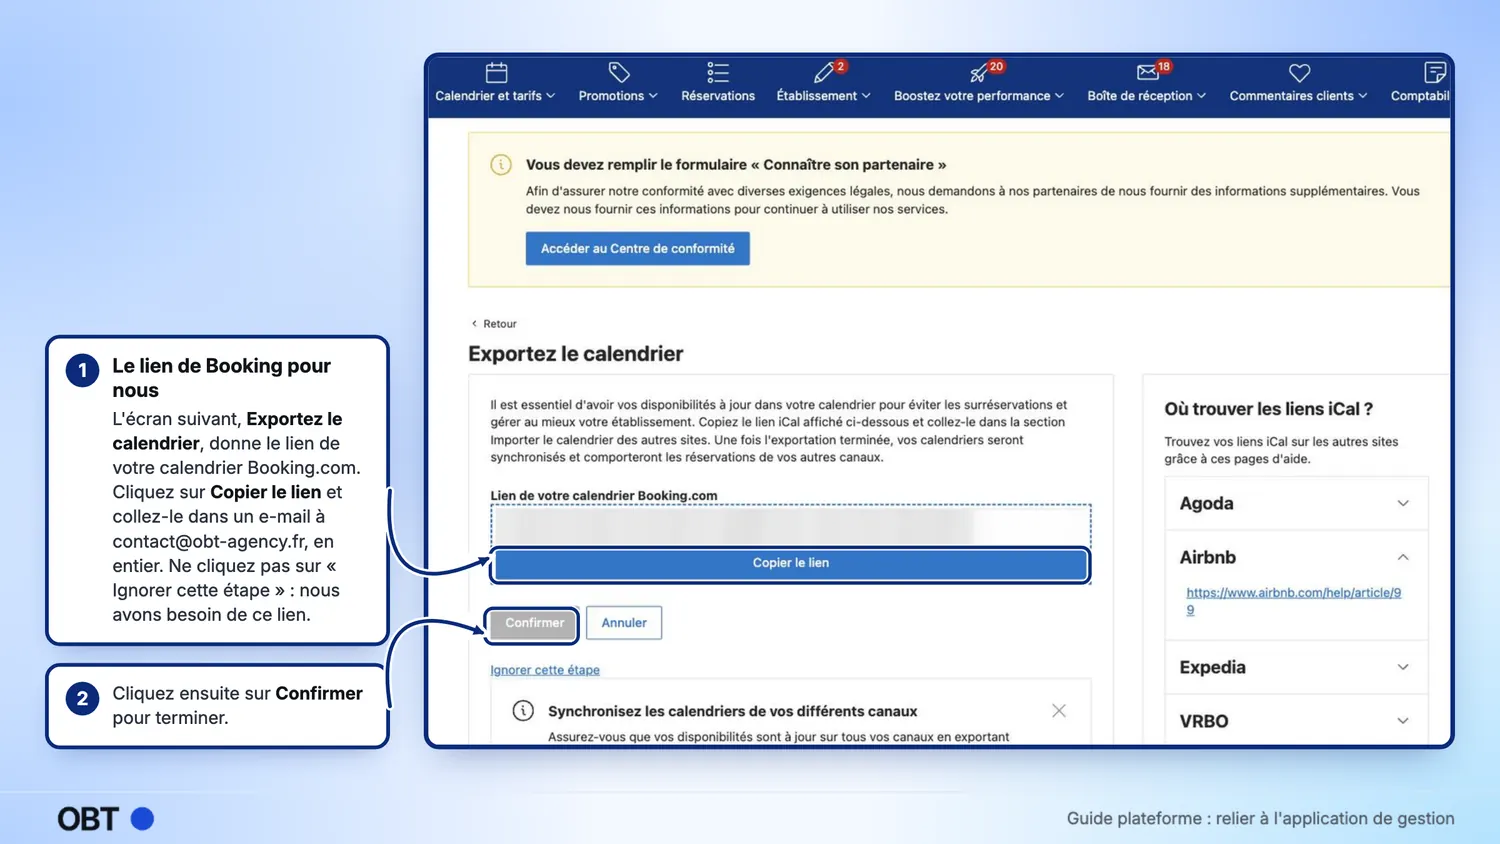 Calendrier et tarifs
Promotions
Réservations
2
Établissement
20
Boostez votre performance
18
Boîte de réception
Commentaires clients
Comptabil
Vous devez remplir le formulaire « Connaître son partenaire »
Afin d'assurer notre conformité avec diverses exigences légales, nous demandons à nos partenaires de nous fournir des informations supplémentaires. Vous
devez nous fournir ces informations pour continuer à utiliser nos services.
Accéder au Centre de conformité
Retour
Exportez le calendrier
Il est essentiel d'avoir vos disponibilités à jour dans votre calendrier pour éviter les surréservations et
gérer au mieux votre établissement. Copiez le lien iCal affiché ci-dessous et collez-le dans la section
Importer le calendrier des autres sites. Une fois l'exportation terminée, vos calendriers seront
synchronisés et comporteront les réservations de vos autres canaux.
Lien de votre calendrier Booking.com
Copier le lien
Confirmer
Annuler
Ignorer cette étape
Synchronisez les calendriers de vos différents canaux
Assurez-vous que vos disponibilités sont à jour sur tous vos canaux en exportant
Où trouver les liens iCal ?
Trouvez vos liens iCal sur les autres sites
grâce à ces pages d'aide.
Agoda
Airbnb
https://www.airbnb.com/help/article/9
9
Expedia
VRBO
1
Le lien de Booking pour
nous
L'écran suivant, Exportez le
calendrier, donne le lien de
votre calendrier Booking.com.
Cliquez sur Copier le lien et
collez-le dans un e-mail à
contact@obt-agency.fr, en
entier. Ne cliquez pas sur «
Ignorer cette étape » : nous
avons besoin de ce lien.
2
Cliquez ensuite sur Confirmer
pour terminer.
OBT
Guide plateforme : relier à l'application de gestion